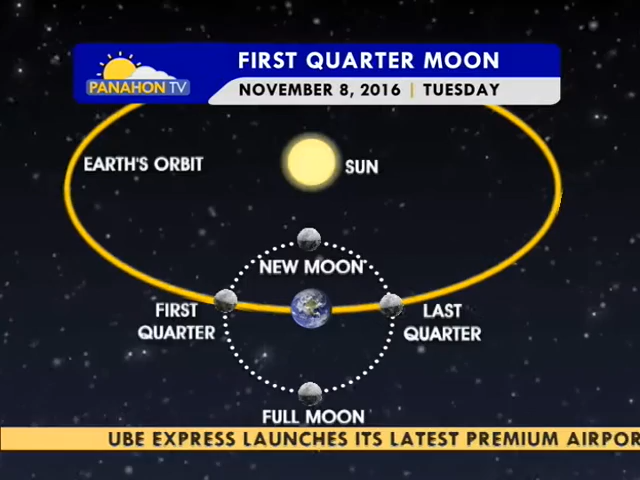 FIRST QUARTER MOON
PANAHON TV
NOVEMBER 8, 2016 | TUESDAY
EARTH'S ORBIT
SUN
NEW MOON
FIRST
QUARTER
LAST
QUARTER
FULL MOON
UBE EXPRESS LAUNCHES ITS LATEST PREMIUM AIRPOR